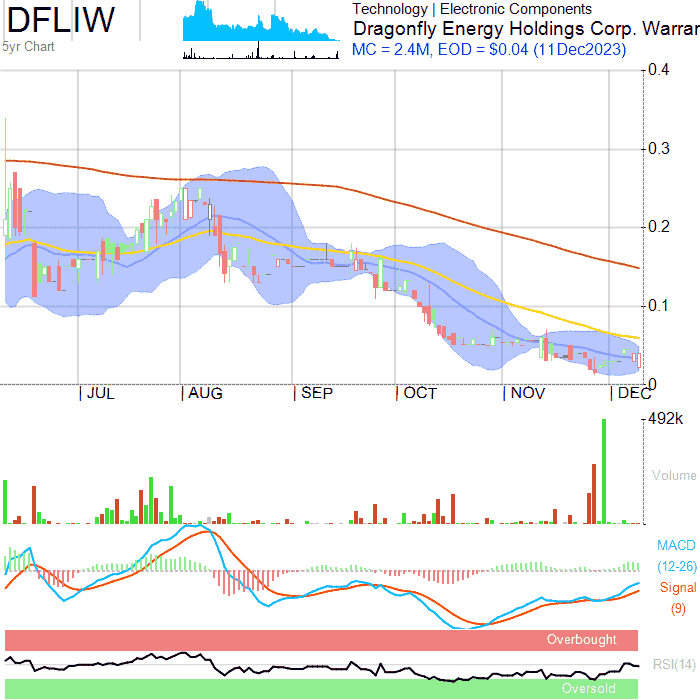 DFLIW
5yr Chart
Technology | Electronic Components
Dragonfly Energy Holdings Corp. Warran
MC = 2.4M, EOD = $0.04 (11Dec2023)
0.4
0.3
0.2
0.1
0
JUL AUG SEP OCT NOV DEC
492k
Volume
MACD
(12-26)
Signal
(9)
Overbought
RSI(14)
Oversold